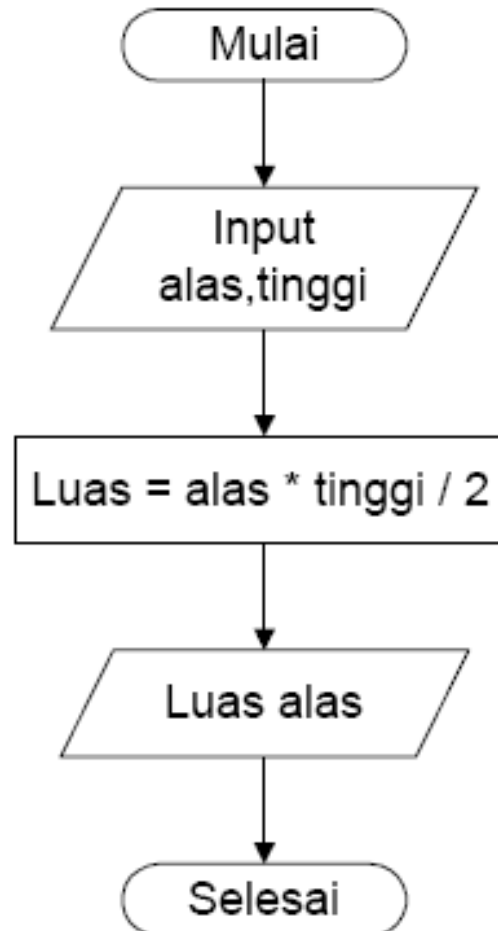 Mulai
Input
alas,tinggi
Luas = alas * tinggi / 2
Luas alas
Selesai